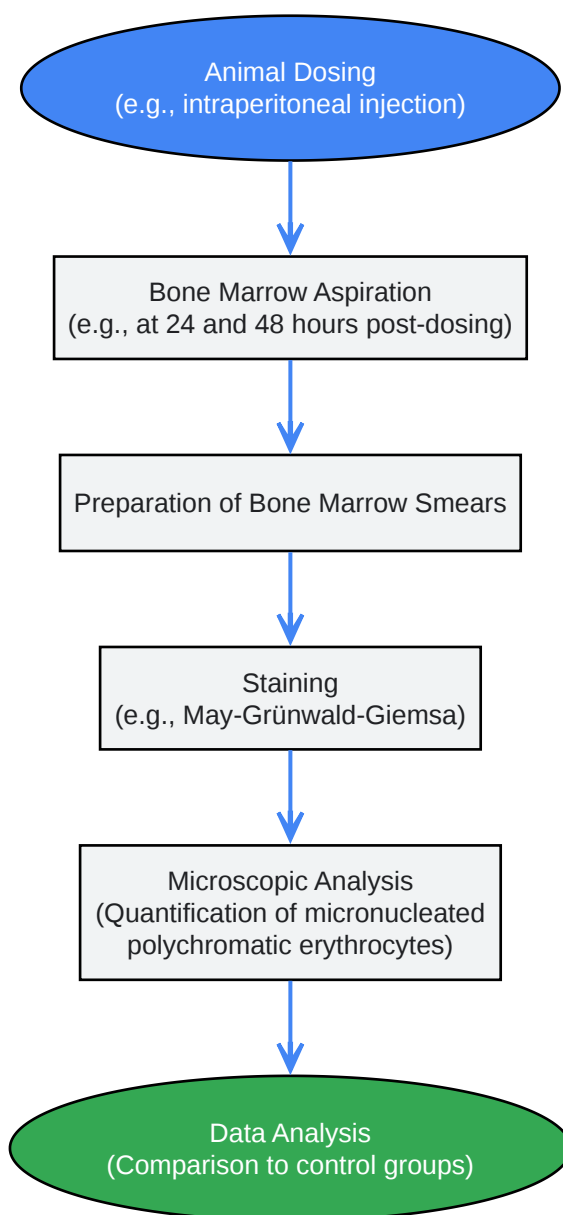 Animal Dosing
(e.g., intraperitoneal injection)
Bone Marrow Aspiration
(e.g., at 24 and 48 hours post-dosing)
Preparation of Bone Marrow Smears
Staining
(e.g., May-Grünwald-Giemsa)
Microscopic Analysis
(Quantification of micronucleated
polychromatic erythrocytes)
Data Analysis
(Comparison to control groups)